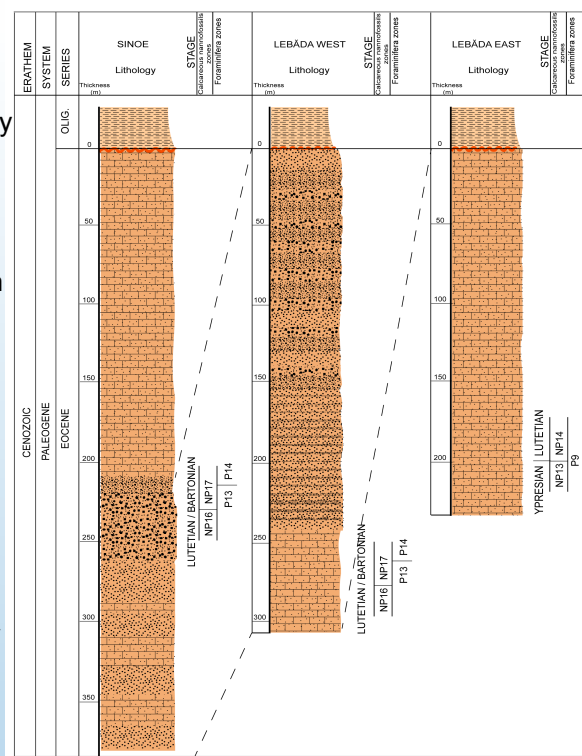 y
n
ERATHEM
SYSTEM
SERIES
SINOE
Lithology
Thickness
(m)
STAGE
Calcareous nannofossils
zones
Foraminifera zones
LEBĂDA WEST
Lithology
Thickness
(m)
STAGE
Calcareous nannofossils
zones
Foraminifera zones
LEBĂDA EAST
Lithology
Thickness
(m)
STAGE
Calcareous nannofossils
zones
Foraminifera zones
CENOZOIC
PALEOGENE
OLIG.
EOCENE
0
50
100
150
200
250
300
350
LUTETIAN / BARTONIAN
NP16 NP17
P13 P14
0
50
100
150
200
250
300
LUTETIAN / BARTONIAN
NP16 NP17
P13 P14
0
50
100
150
200
YPRESIAN LUTETIAN
NP13 NP14
P9